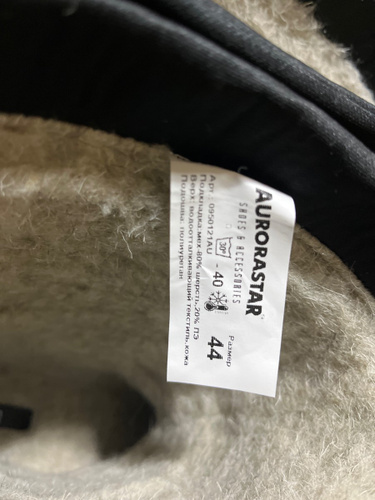 AURORASTAR
SHOES & ACCESSORIES
30°
-40
Размер
44
Арт.: 0950121AU
Подкладка:мех-80% шерсть,20% ПЭ
Верх: водоотталкивающий текстиль,кожа
Подошва: полиуретан